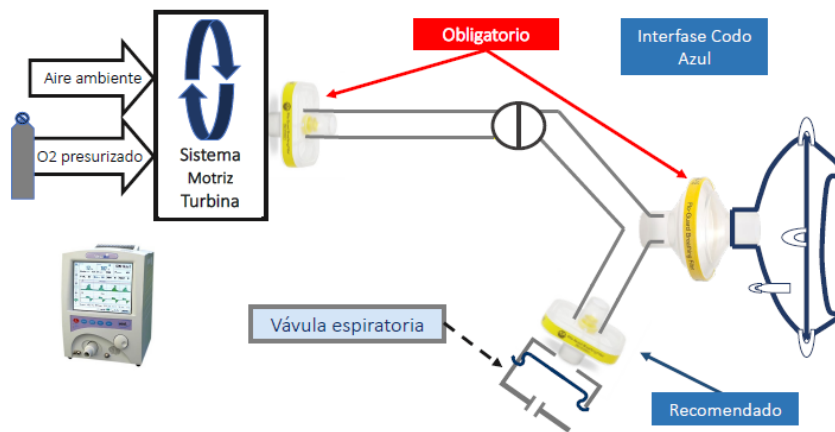 Obligatorio
Interfase Codo
Azul
Aire ambiente
O2 presurizado
Sistema
Motriz
Turbina
Vávula espiratoria
Recomendado